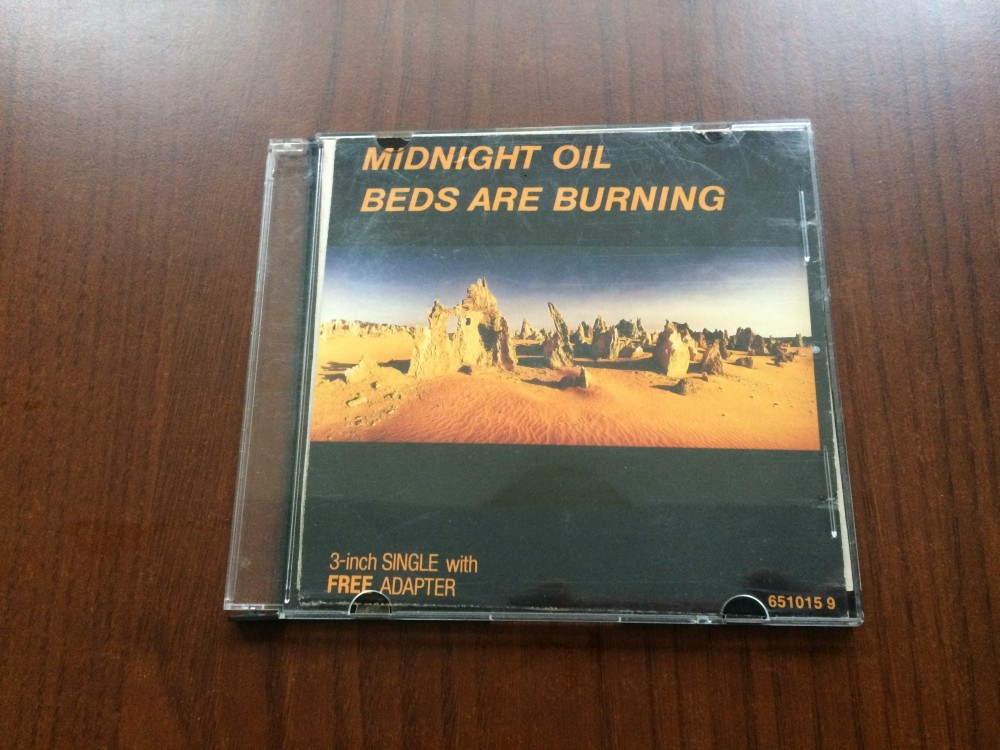 MIDNIGHT OIL
BEDS ARE BURNING
3-inch SINGLE with
FREE ADAPTER
651015 9